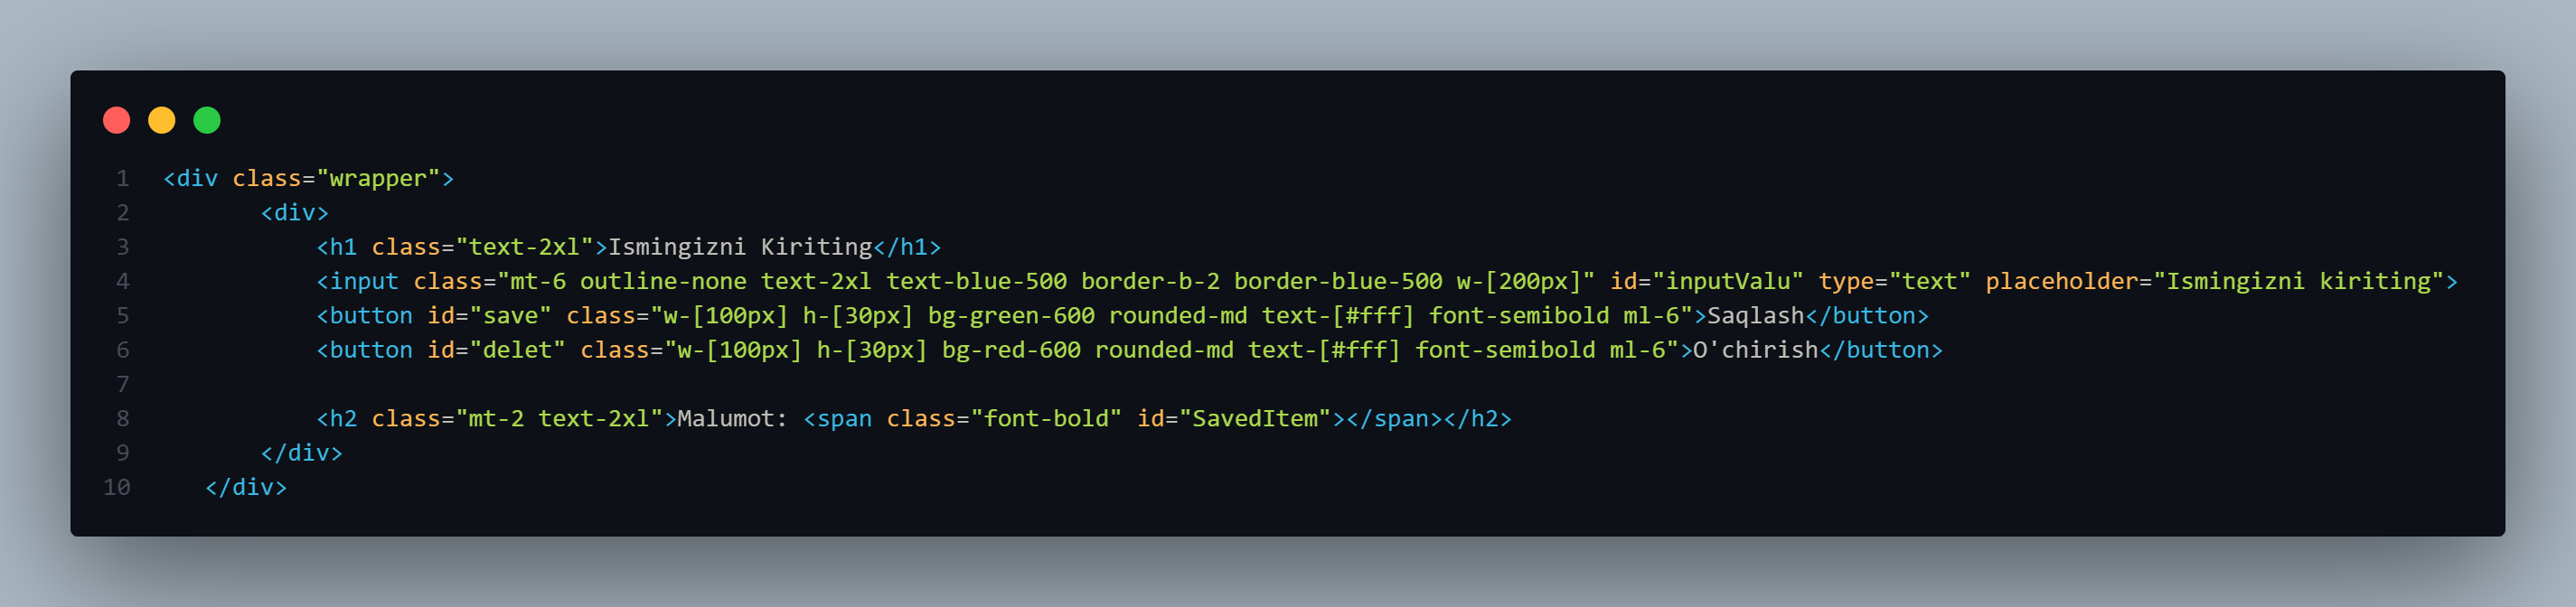 1 <div class="wrapper">
2 <div>
3 <h1 class="text-2xl">Ismingizni Kiriting</h1>
4 <input class="mt-6 outline-none text-2xl text-blue-500 border-b-2 border-blue-500 w-[200px]" id="inputValu" type="text" placeholder="Ismingizni kiriting">
5 <button id="save" class="w-[100px] h-[30px] bg-green-600 rounded-md text-[#fff] font-semibold ml-6">Saqlash</button>
6 <button id="delet" class="w-[100px] h-[30px] bg-red-600 rounded-md text-[#fff] font-semibold ml-6">O'chirish</button>
7
8 <h2 class="mt-2 text-2xl">Malumot: <span class="font-bold" id="SavedItem"></span></h2>
9 </div>
10 </div>